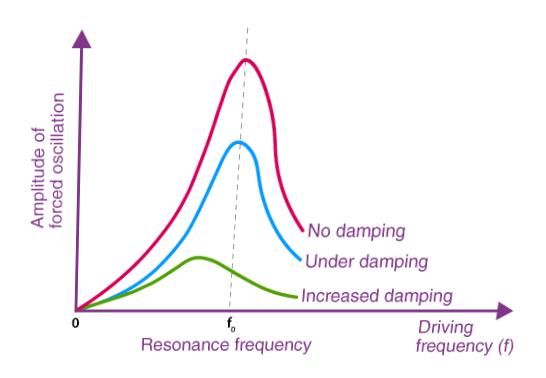 Amplitude of
forced oscillation
No damping
Under damping
Increased damping
0
f₀
Driving
frequency (f)
Resonance frequency